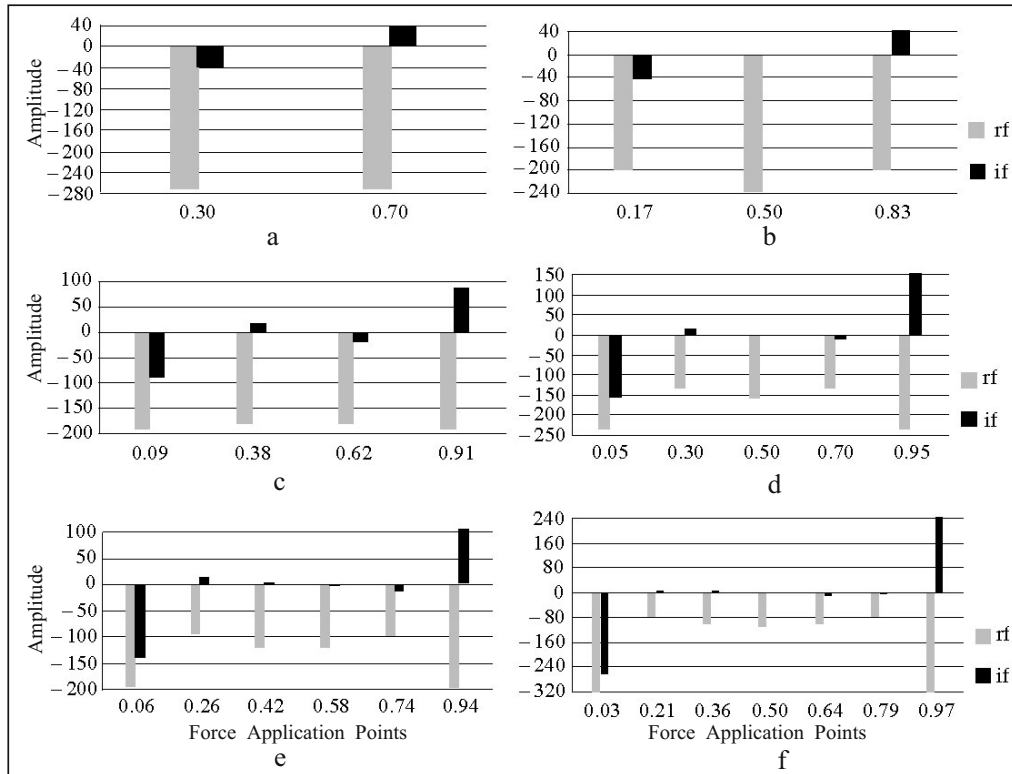 Amplitude
40
0
−40
−80
−120
−160
−200
−240
−280
0.30 0.70
a
40
0
−40
−80
−120
−160
−200
−240
0.17 0.50 0.83
b
rf
if
Amplitude
100
50
0
−50
−100
−150
−200
0.09 0.38 0.62 0.91
c
150
100
50
0
−50
−100
−150
−200
−250
0.05 0.30 0.50 0.70 0.95
d
rf
if
Amplitude
100
50
0
−50
−100
−150
−200
0.06 0.26 0.42 0.58 0.74 0.94
Force Application Points
e
240
160
80
0
−80
−160
−240
−320
0.03 0.21 0.36 0.50 0.64 0.79 0.97
Force Application Points
f
rf
if